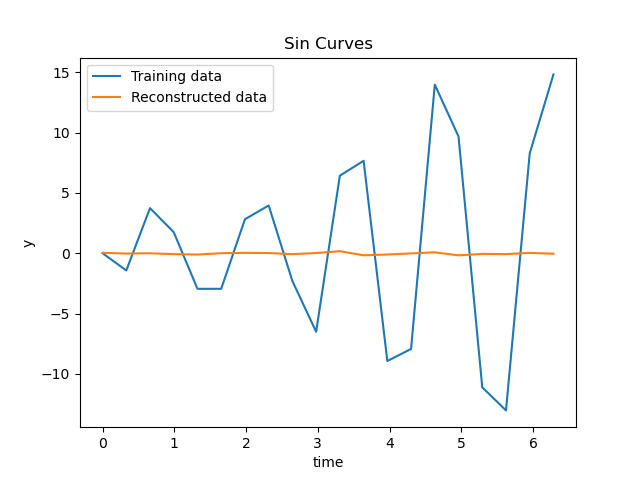 Sin Curves
Training data
Reconstructed data
15
10
5
0
−5
−10
y
0 1 2 3 4 5 6
time